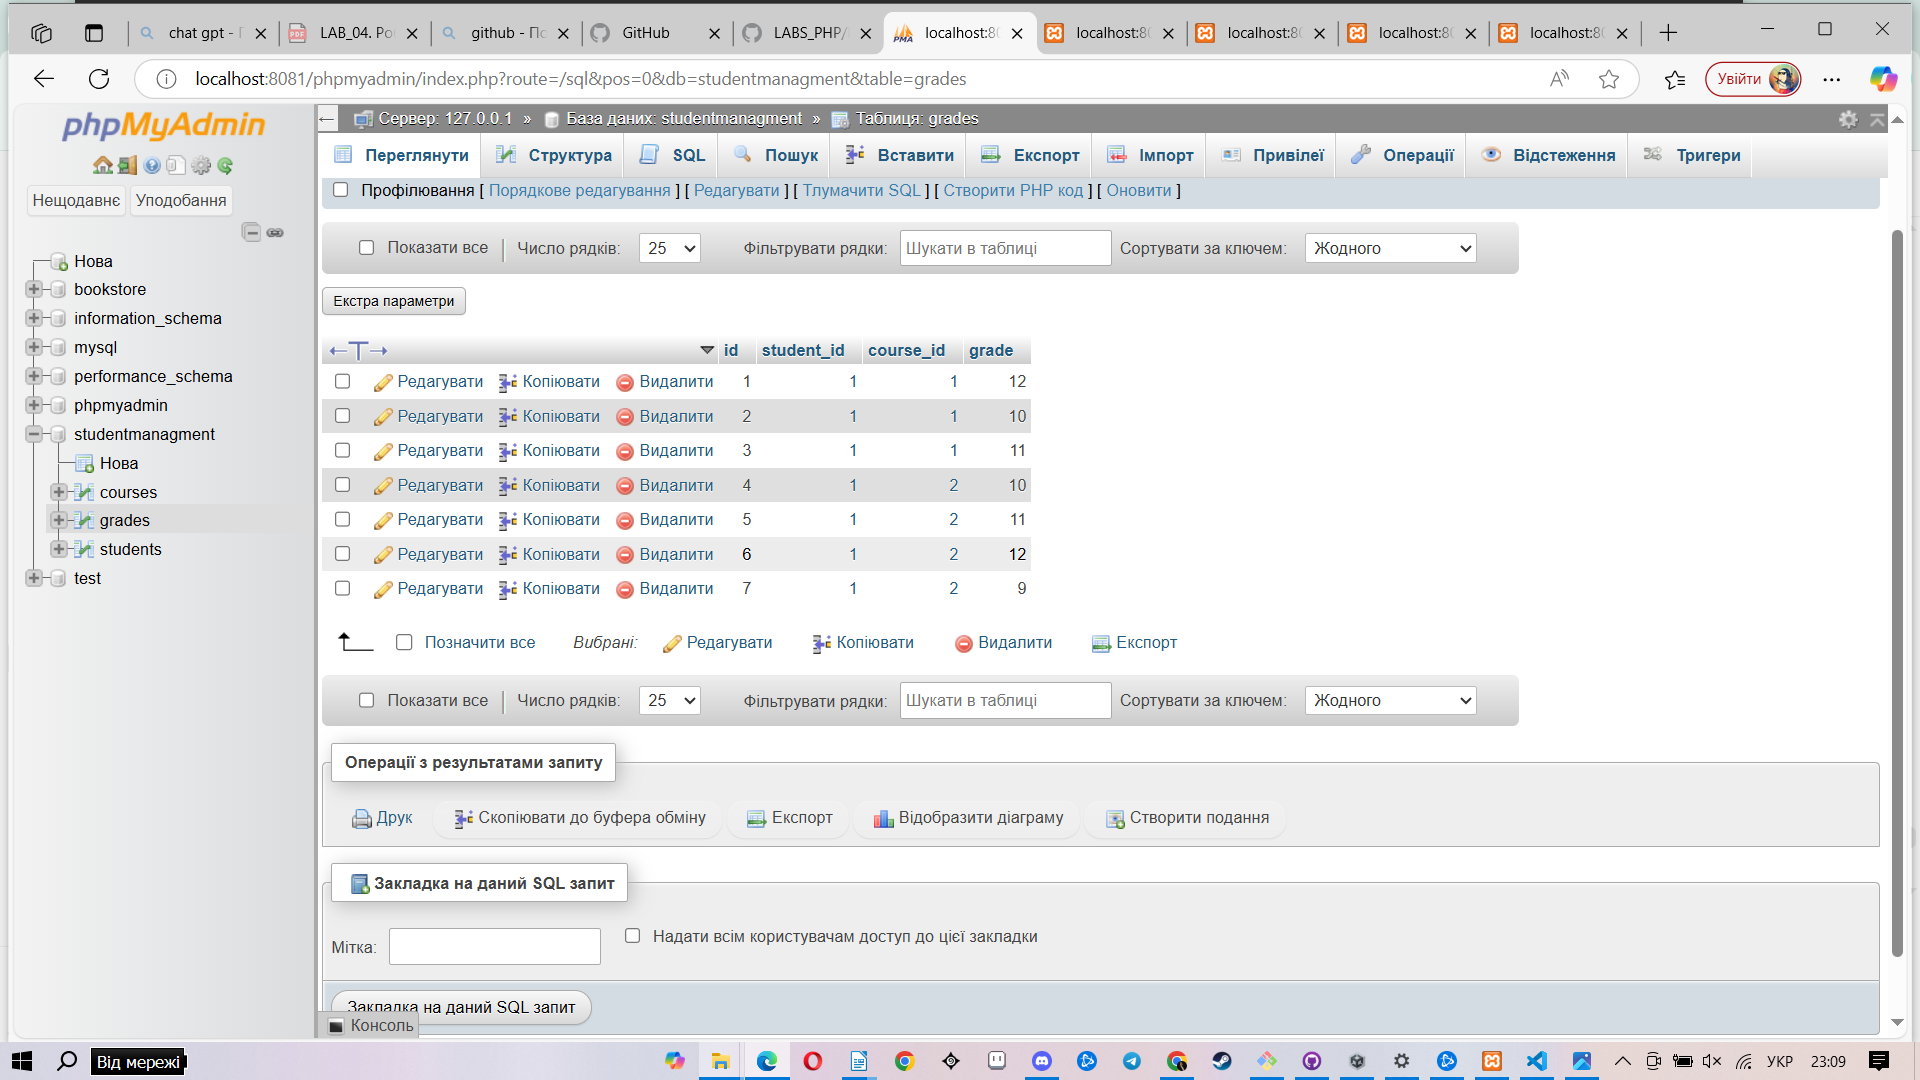 chat gpt - П
LAB_04. Ро
github - По
GitHub
LABS_PHP/
localhost:80
localhost:80
localhost:80
localhost:80
localhost:80
localhost:8081/phpmyadmin/index.php?route=/sql&pos=0&db=studentmanagment&table=grades
Увійти
phpMyAdmin
Нещодавнє
Уподобання
Нова
bookstore
information_schema
mysql
performance_schema
phpmyadmin
studentmanagment
Нова
courses
grades
students
test
Сервер: 127.0.0.1 » База даних: studentmanagment » Таблиця: grades
Переглянути Структура SQL Пошук Вставити Експорт Імпорт Привілеї Операції Відстеження Тригери
Профілювання [ Порядкове редагування ] [ Редагувати ] [ Тлумачити SQL ] [ Створити PHP код ] [ Оновити ]
Показати все Число рядків: 25 Фільтрувати рядки: Шукати в таблиці Сортувати за ключем: Жодного
Екстра параметри
id student_id course_id grade
Редагувати Копіювати Видалити 1 1 1 12
Редагувати Копіювати Видалити 2 1 1 10
Редагувати Копіювати Видалити 3 1 1 11
Редагувати Копіювати Видалити 4 1 2 10
Редагувати Копіювати Видалити 5 1 2 11
Редагувати Копіювати Видалити 6 1 2 12
Редагувати Копіювати Видалити 7 1 2 9
Позначити все Вибрані: Редагувати Копіювати Видалити Експорт
Показати все Число рядків: 25 Фільтрувати рядки: Шукати в таблиці Сортувати за ключем: Жодного
Операції з результатами запиту
Друк Скопіювати до буфера обміну Експорт Відобразити діаграму Створити подання
Закладка на даний SQL запит
Мітка: Надати всім користувачам доступ до цієї закладки
Закладка на даний SQL запит
Консоль
Від мережі
УКР 23:09